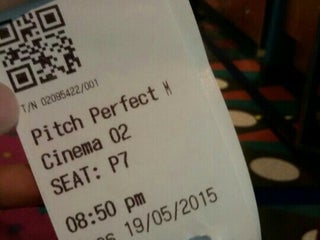 T/N 02095422/001
Pitch Perfect M
Cinema 02
SEAT: P7
08:50 pm
19/05/2015